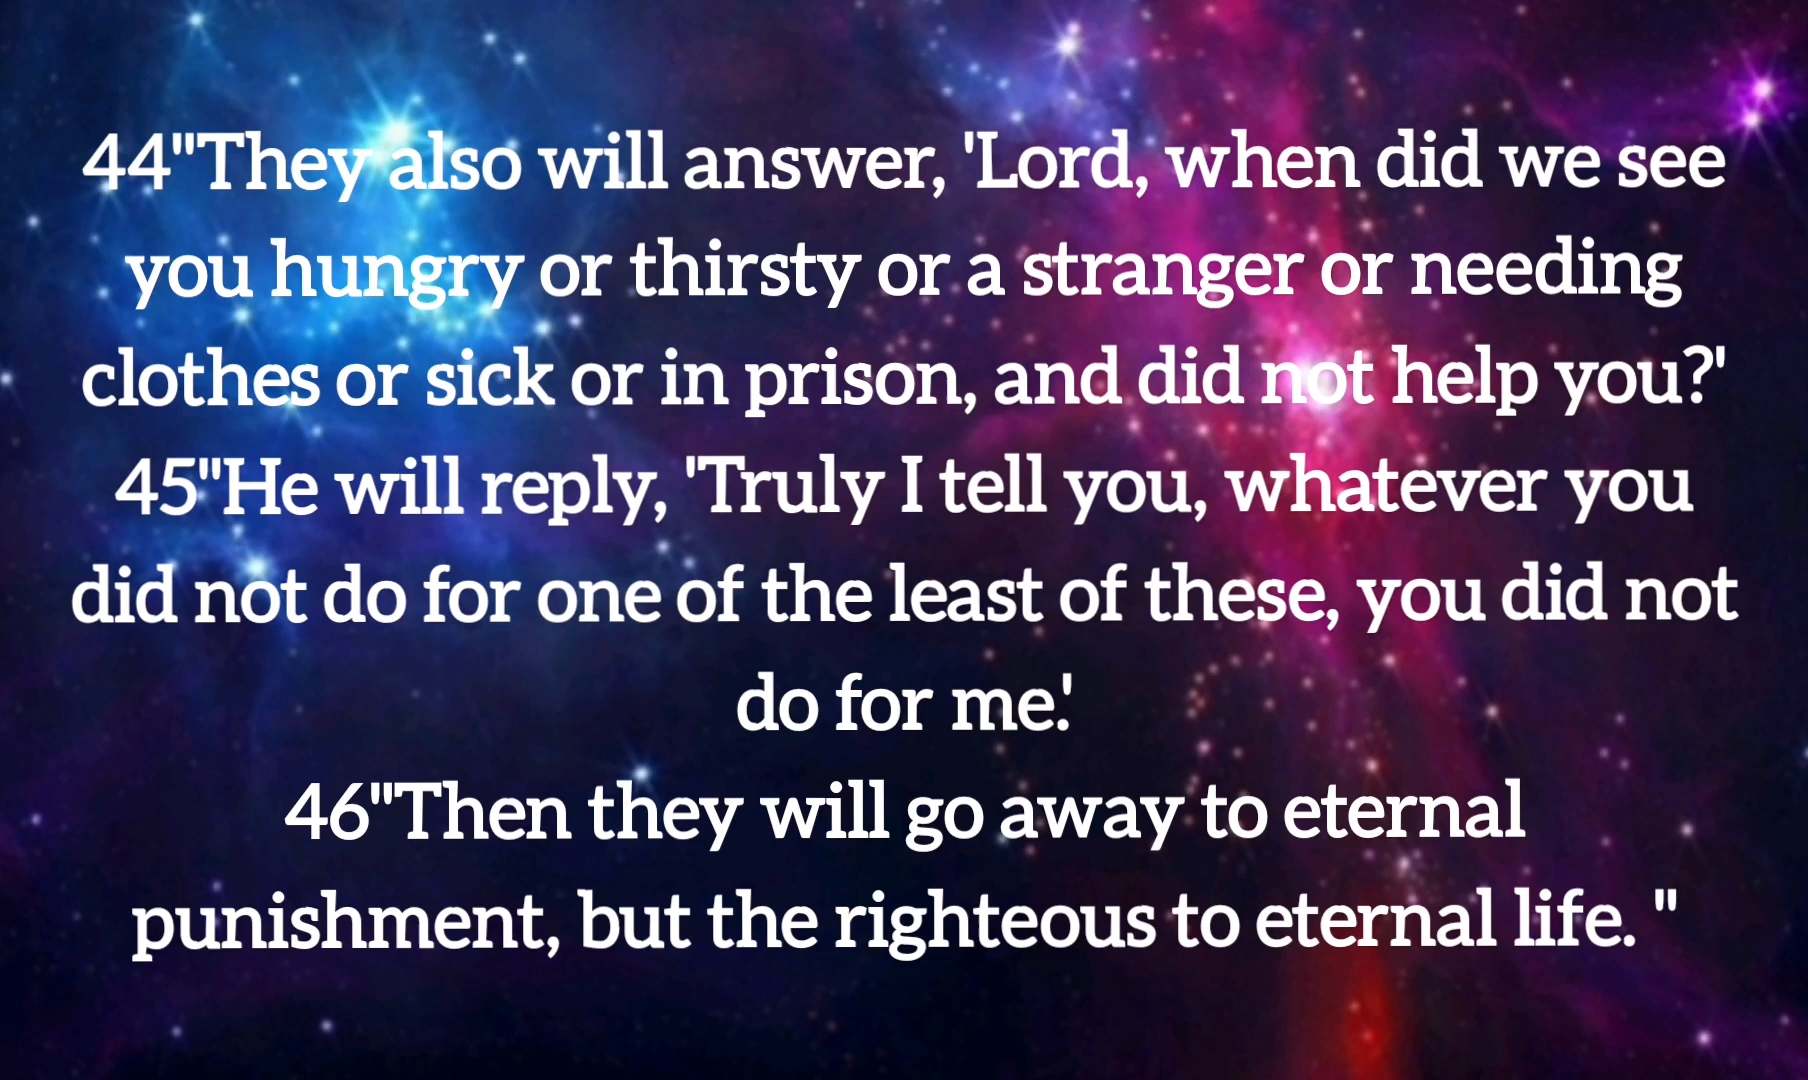 44"They also will answer, 'Lord, when did we see
you hungry or thirsty or a stranger or needing
clothes or sick or in prison, and did not help you?'
45"He will reply, 'Truly I tell you, whatever you
did not do for one of the least of these, you did not
do for me.'
46"Then they will go away to eternal
punishment, but the righteous to eternal life. "